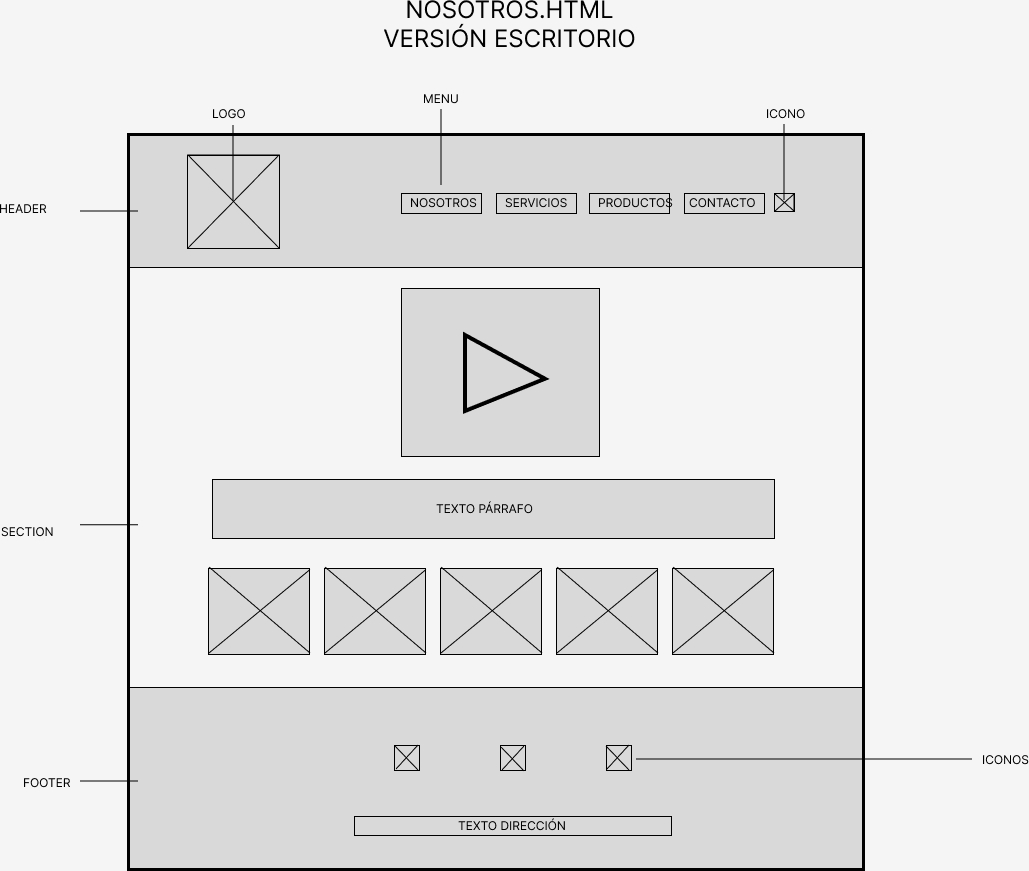 NOSOTROS.HTML
VERSIÓN ESCRITORIO
MENU
LOGO
ICONO
HEADER
NOSOTROS
SERVICIOS
PRODUCTOS
CONTACTO
TEXTO PÁRRAFO
SECTION
ICONOS
FOOTER
TEXTO DIRECCIÓN